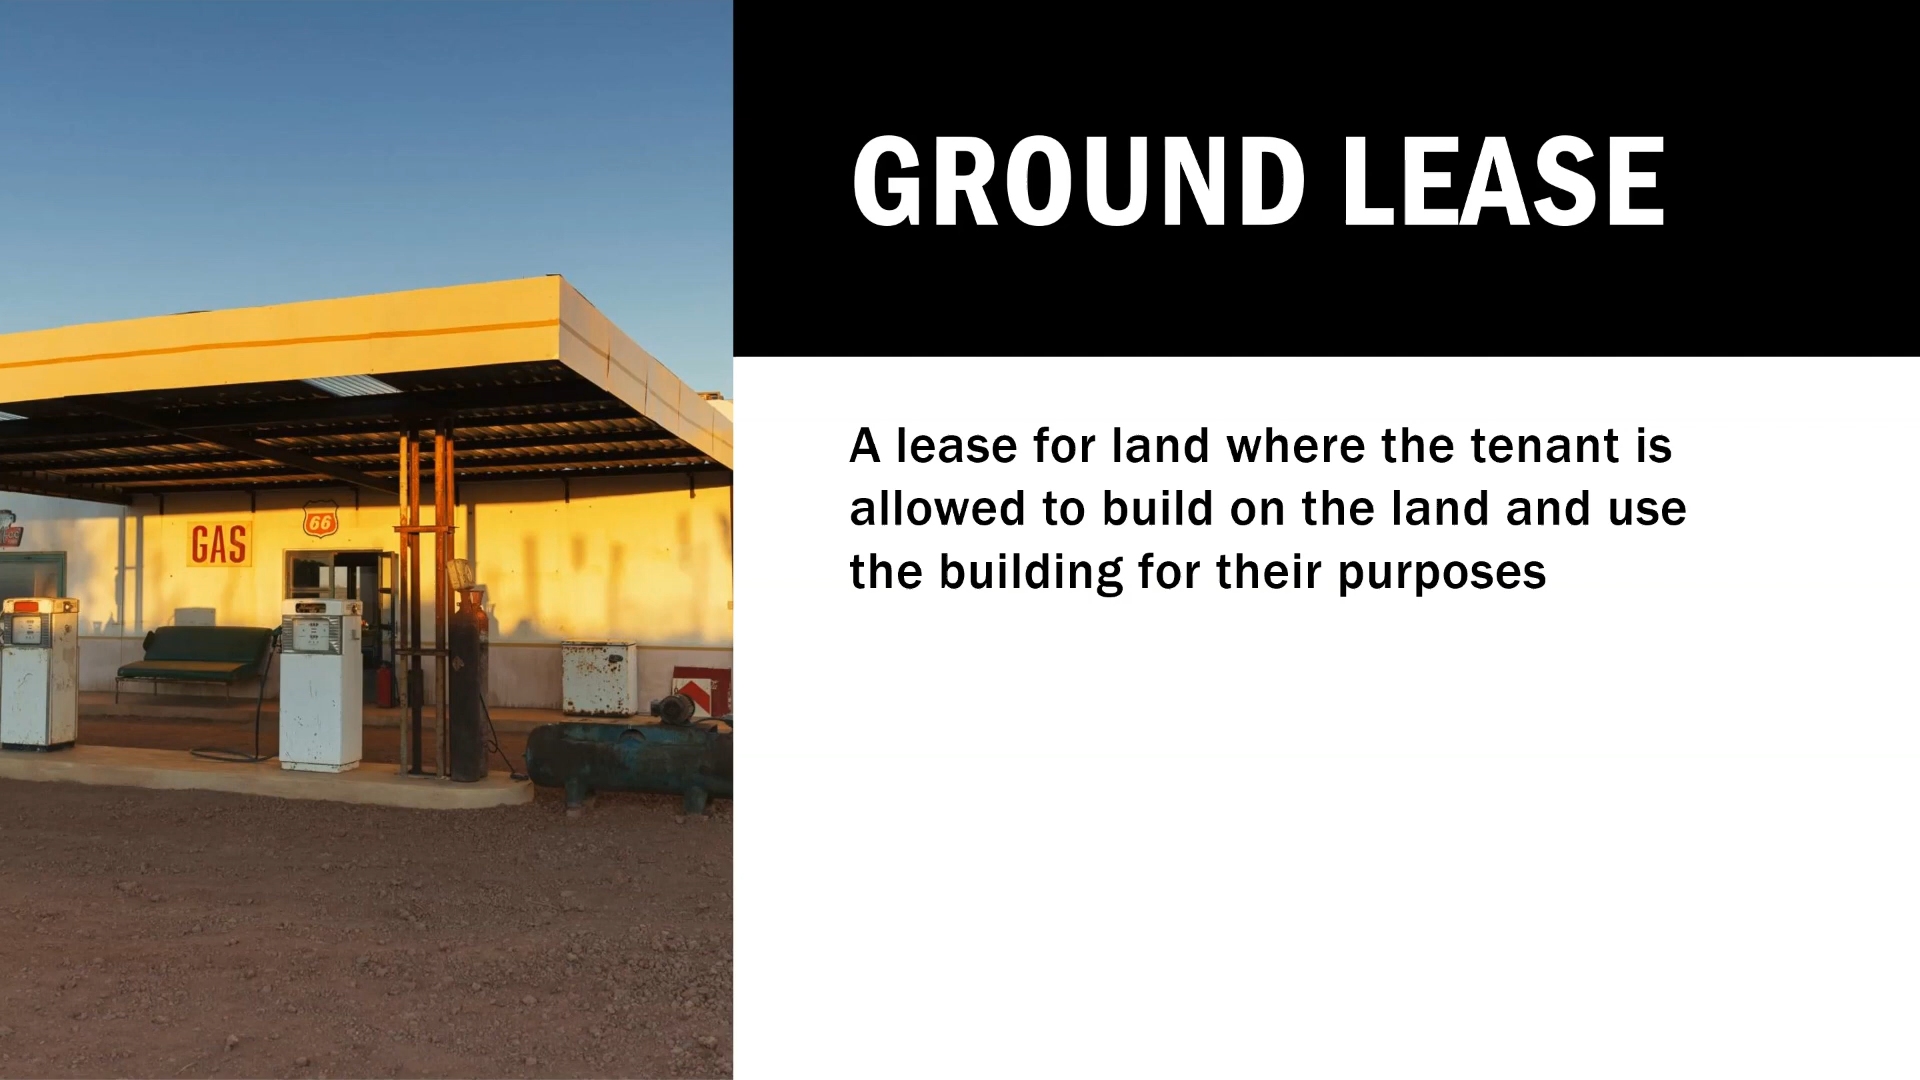 GROUND LEASE
A lease for land where the tenant is
allowed to build on the land and use
the building for their purposes
GAS
66